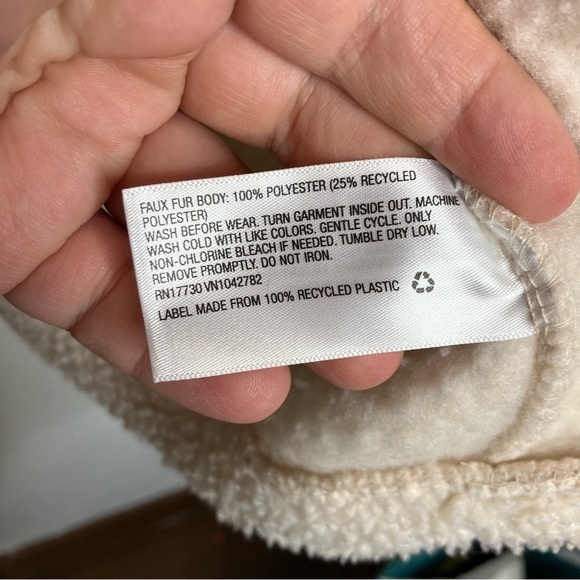 FAUX FUR BODY: 100% POLYESTER (25% RECYCLED
POLYESTER)
WASH BEFORE WEAR. TURN GARMENT INSIDE OUT. MACHINE
WASH COLD WITH LIKE COLORS. GENTLE CYCLE. ONLY
NON-CHLORINE BLEACH IF NEEDED. TUMBLE DRY LOW.
REMOVE PROMPTLY. DO NOT IRON.
RN17730 VN1042782
LABEL MADE FROM 100% RECYCLED PLASTIC